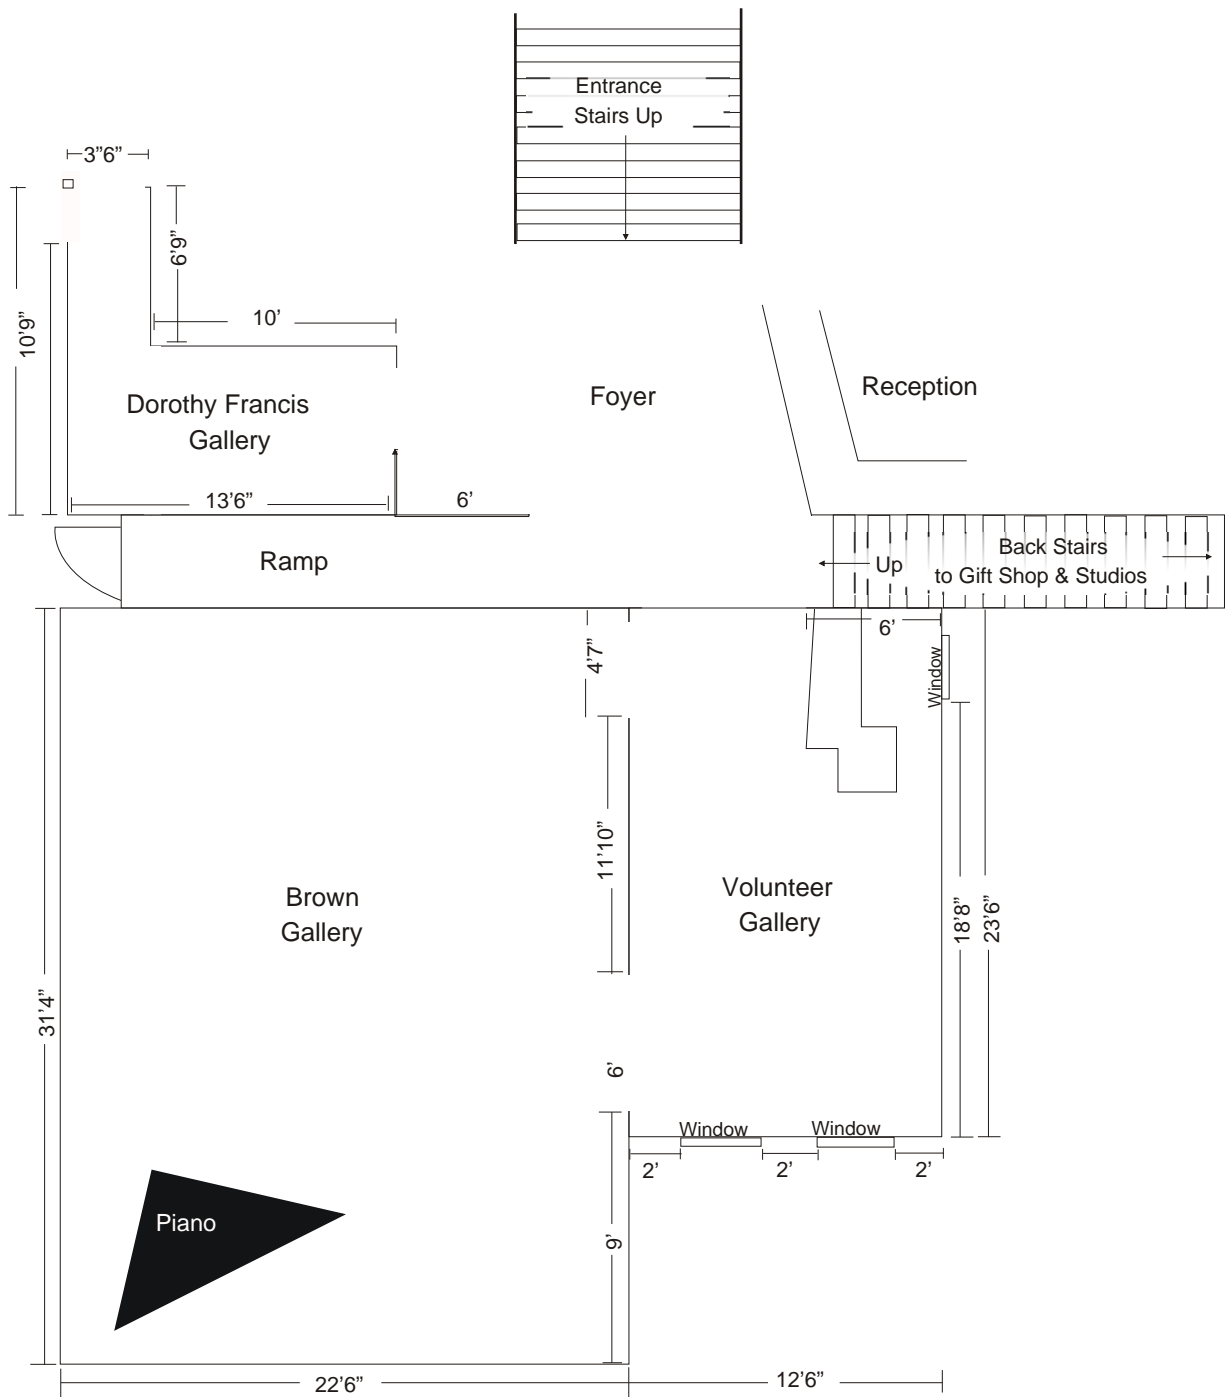 Entrance
Stairs Up
3"6”
6’9”
10’
10’9”
Dorothy Francis
Gallery
Foyer
Reception
13’6”
6’
Ramp
Up
Back Stairs
to Gift Shop & Studios
6’
4’7”
Window
11’10”
Brown
Gallery
Volunteer
Gallery
18’8”
23’6”
31’4”
6’
Window
Window
2’
2’
2’
Piano
9’
22’6”
12’6”